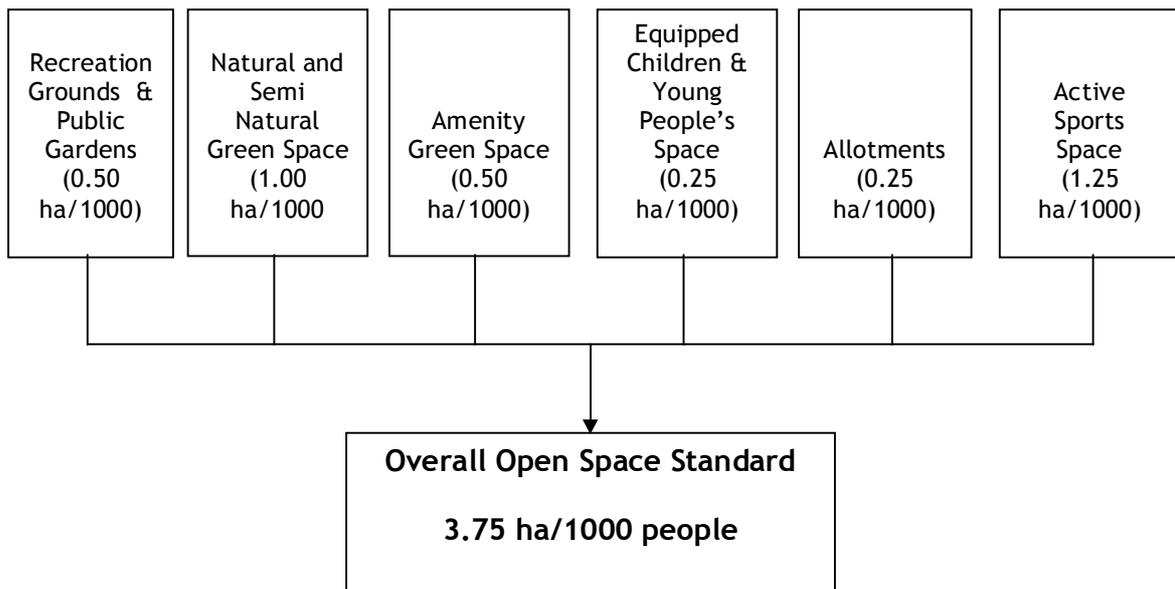 Recreation
Grounds & 
Public
Gardens
(0.50
ha/1000)
Natural and
Semi
Natural
Green Space
(1.00
ha/1000
Amenity
Green Space
(0.50
ha/1000)
Equipped
Children &
Young
People's
Space
(0.25
ha/1000)
Allotments
(0.25
ha/1000)
Active
Sports
Space
(1.25
ha/1000)
Overall Open Space Standard
3.75 ha/1000 people